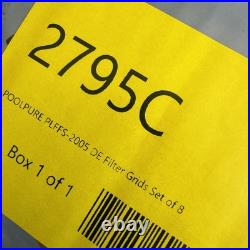 2795C
POOLPURE PLFFS-2005 DE Filter Grids Set of 8
Box 1 of 1